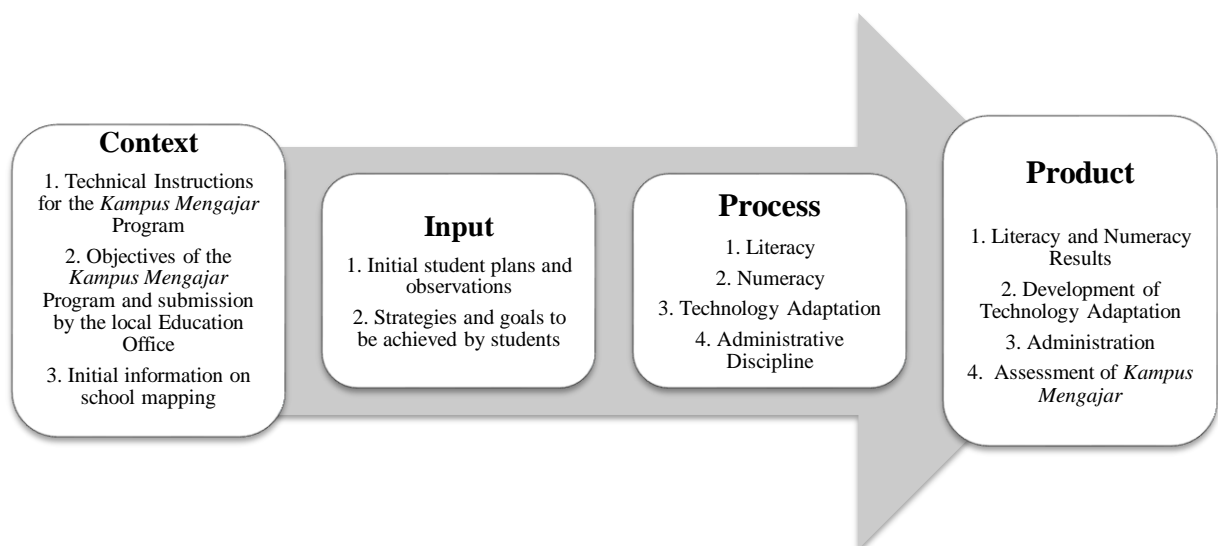 Context
1. Technical Instructions
for the Kampus Mengajar
Program
2. Objectives of the
Kampus Mengajar
Program and submission
by the local Education
Office
3. Initial information on
school mapping
Input
1. Initial student plans and
observations
2. Strategies and goals to
be achieved by students
Process
1. Literacy
2. Numeracy
3. Technology Adaptation
4. Administrative
Discipline
Product
1. Literacy and Numeracy
Results
2. Development of
Technology Adaptation
3. Administration
4. Assessment of Kampus
Mengajar